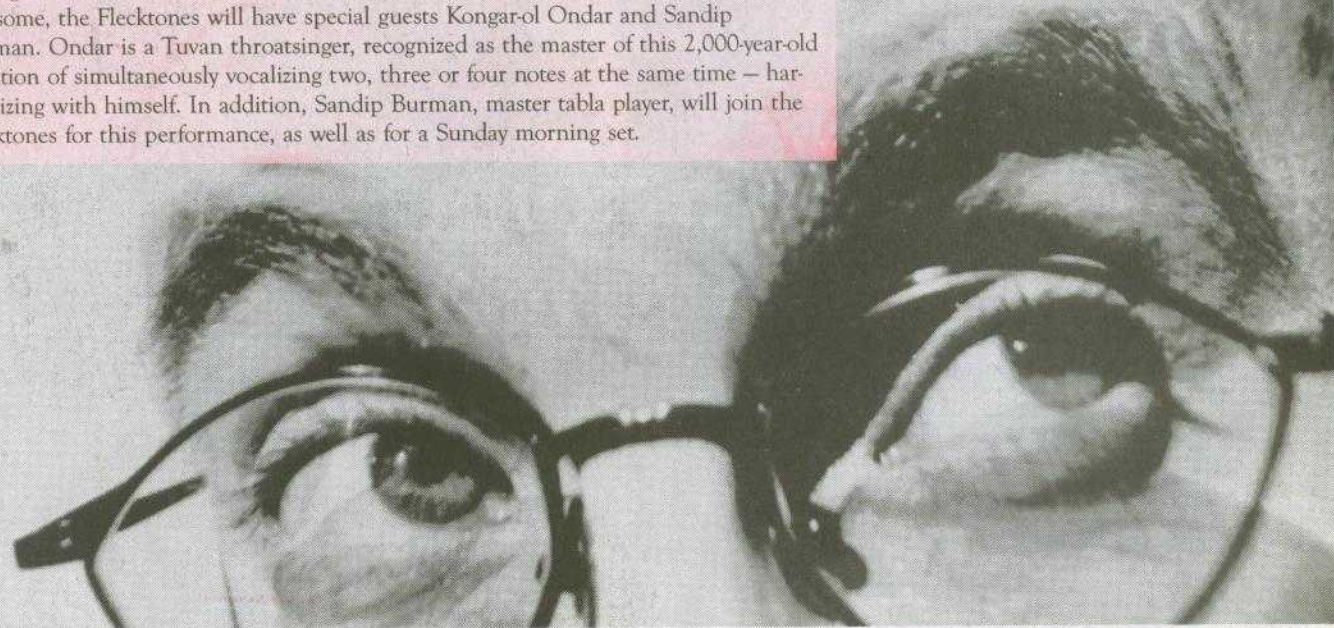 some, the Flecktones will have special guests Kongar-ol Ondar and Sandip
man. Ondar is a Tuvan throatsinger, recognized as the master of this 2,000-year-old
tion of simultaneously vocalizing two, three or four notes at the same time — har-
izing with himself. In addition, Sandip Burman, master tabla player, will join the
ktones for this performance, as well as for a Sunday morning set.